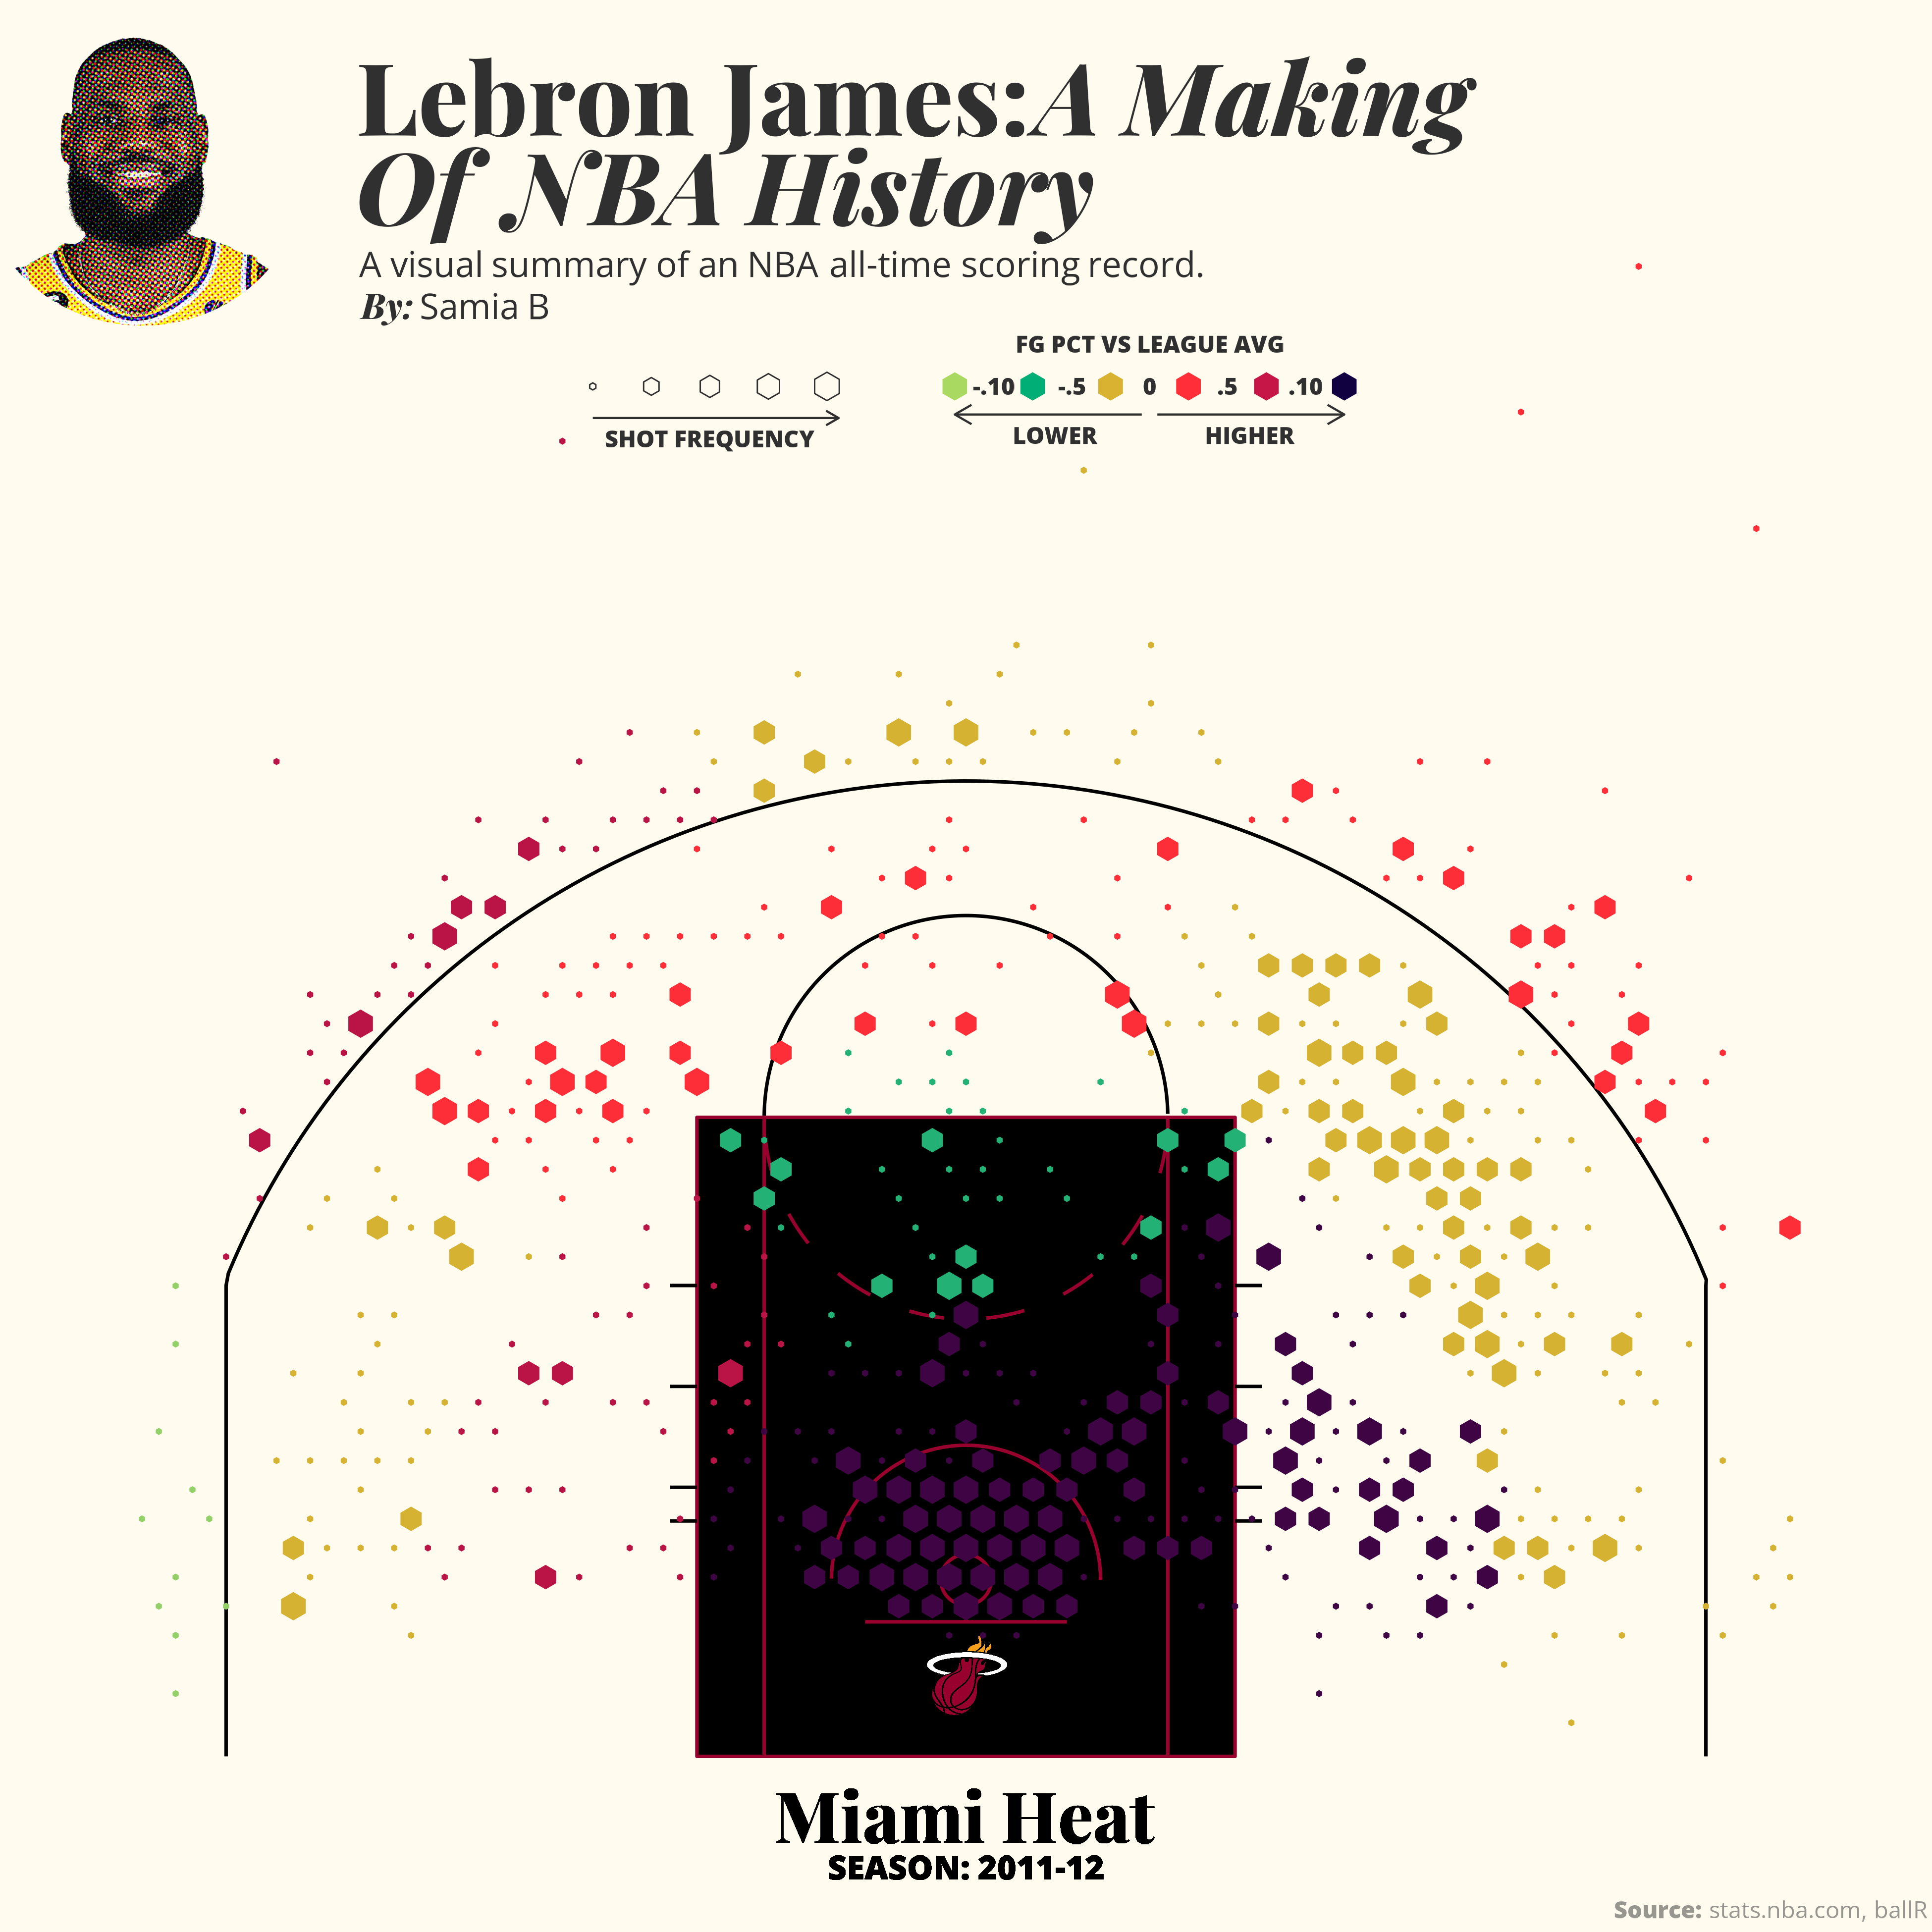 Lebron James:A Making
Of NBA History
A visual summary of an NBA all-time scoring record.
By: Samia B
FG PCT VS LEAGUE AVG
-.10 -.5 0 .5 .10
SHOT FREQUENCY
LOWER HIGHER
Miami Heat
SEASON: 2011-12
Source: stats.nba.com, ballR